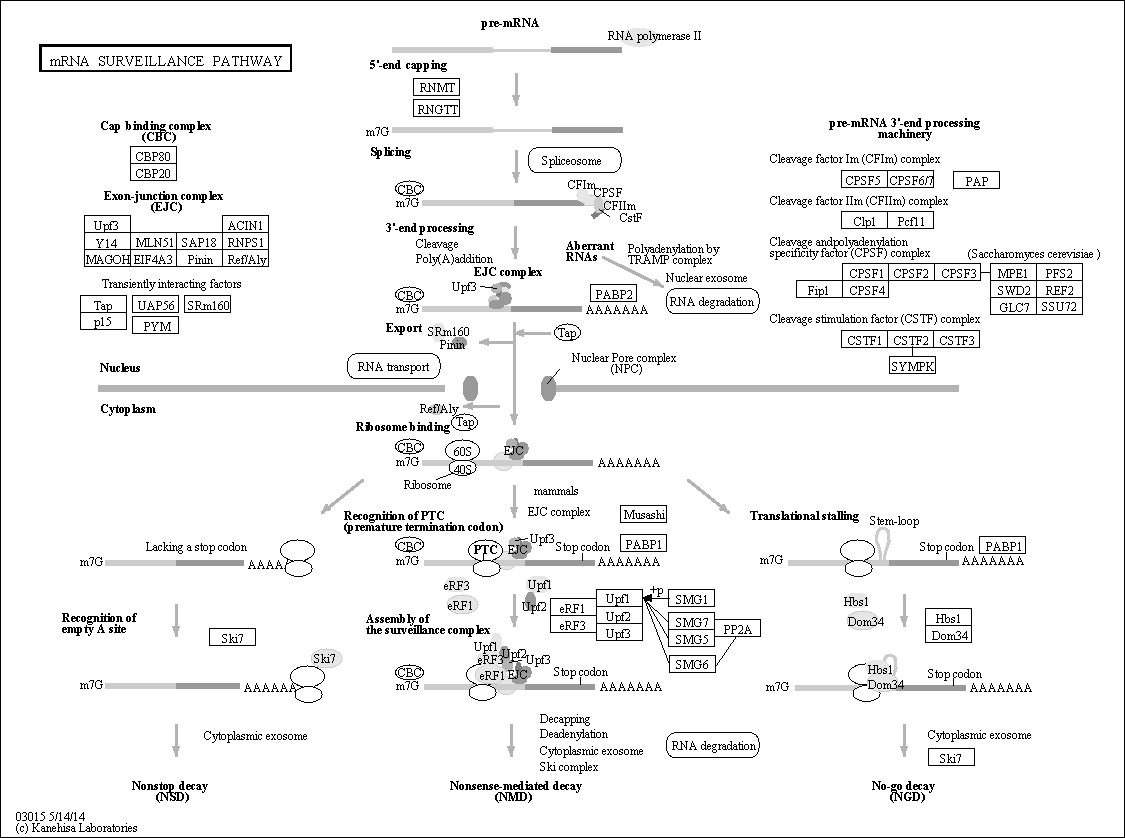 pre-mRNA
RNA polymerase II
mRNA SURVEILLANCE PATHWAY
5'-end capping
RNMT
RNGTT
m7G
Cap binding complex
(CBC)
CBP80
CBP20
Exon-junction complex
(EJC)
Upf3 ACIN1
Y14 MLN51 SAP18 RNPS1
MAGOH EIF4A3 Pinin Ref/Aly
Transiently interacting factors
Tap UAP56 SRm160
p15 PYM
Splicing
Spliceosome
CBC
m7G
CFIm
CPSF
CFIIm
CstF
3'-end processing
Cleavage
Poly(A)addition
Aberrant
RNAs
Polyadenylation by
TRAMP complex
Nuclear exosome
RNA degradation
EJC complex
Upf3
CBC
m7G
PABP2
AAAAAAA
Export
SRm160
Pinin
Tap
pre-mRNA 3'-end processing
machinery
Cleavage factor Im (CFIm) complex
CPSF5 CPSF6/7 PAP
Cleavage factor IIm (CFIIm) complex
Clp1 Pcf11
Cleavage andpolyadenylation
specificity factor (CPSF) complex
(Saccharomyces cerevisiae )
CPSF1 CPSF2 CPSF3 MPE1 PFS2
Fip1 CPSF4 SWD2 REF2
GLC7 SSU72
Cleavage stimulation factor (CSTF) complex
CSTF1 CSTF2 CSTF3
SYMPK
RNA transport
Nuclear Pore complex
(NPC)
Nucleus
Cytoplasm
Ref/Aly
Tap
Ribosome binding
CBC
m7G
60S
40S
EJC
AAAAAAA
Ribosome
mammals
EJC complex
Recognition of PTC
(premature termination codon)
Musashi
PABP1
CBC
m7G
PTC
EJC
Upf3
Stop codon
AAAAAAA
Translational stalling
Stem-loop
m7G
Stop codon
PABP1
AAAAAAA
Lacking a stop codon
m7G
AAAAA
eRF3
eRF1
Upf1
Upf2
eRF1
eRF3
Upf1
Upf2
Upf3
+p
SMG1
SMG7
SMG5
SMG6
PP2A
Hbs1
Dom34
Hbs1
Dom34
Recognition of
empty A site
Ski7
Ski7
m7G
AAAAAAA
Assembly of
the surveillance complex
Upf1
Upf2
eRF3
Upf3
eRF1
EJC
CBC
m7G
Stop codon
AAAAAAA
Hbs1
Dom34
m7G
Stop codon
AAAAAAA
Cytoplasmic exosome
Decapping
Deadenylation
Cytoplasmic exosome
Ski complex
RNA degradation
Cytoplasmic exosome
Ski7
Nonstop decay
(NSD)
Nonsense-mediated decay
(NMD)
No-go decay
(NGD)
03015 5/14/14
(c) Kanehisa Laboratories